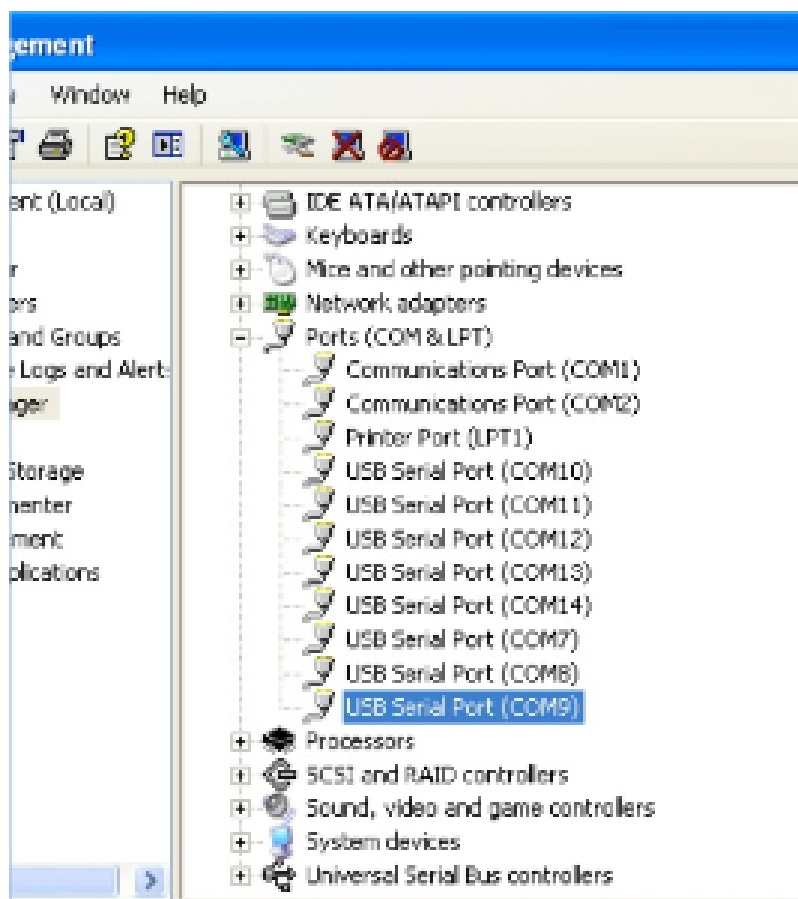 gement
Window Help
ent (Local)
r
ers
and Groups
e Logs and Alert:
ager
Storage
menter
ement
plications
IDE ATA/ATAPI controllers
Keyboards
Mice and other pointing devices
Network adapters
Ports (COM & LPT)
Communications Port (COM1)
Communications Port (COM2)
Printer Port (LPT1)
USB Serial Port (COM10)
USB Serial Port (COM11)
USB Serial Port (COM12)
USB Serial Port (COM13)
USB Serial Port (COM14)
USB Serial Port (COM7)
USB Serial Port (COM8)
USB Serial Port (COM9)
Processors
SCSI and RAID controllers
Sound, video and game controllers
System devices
Universal Serial Bus controllers